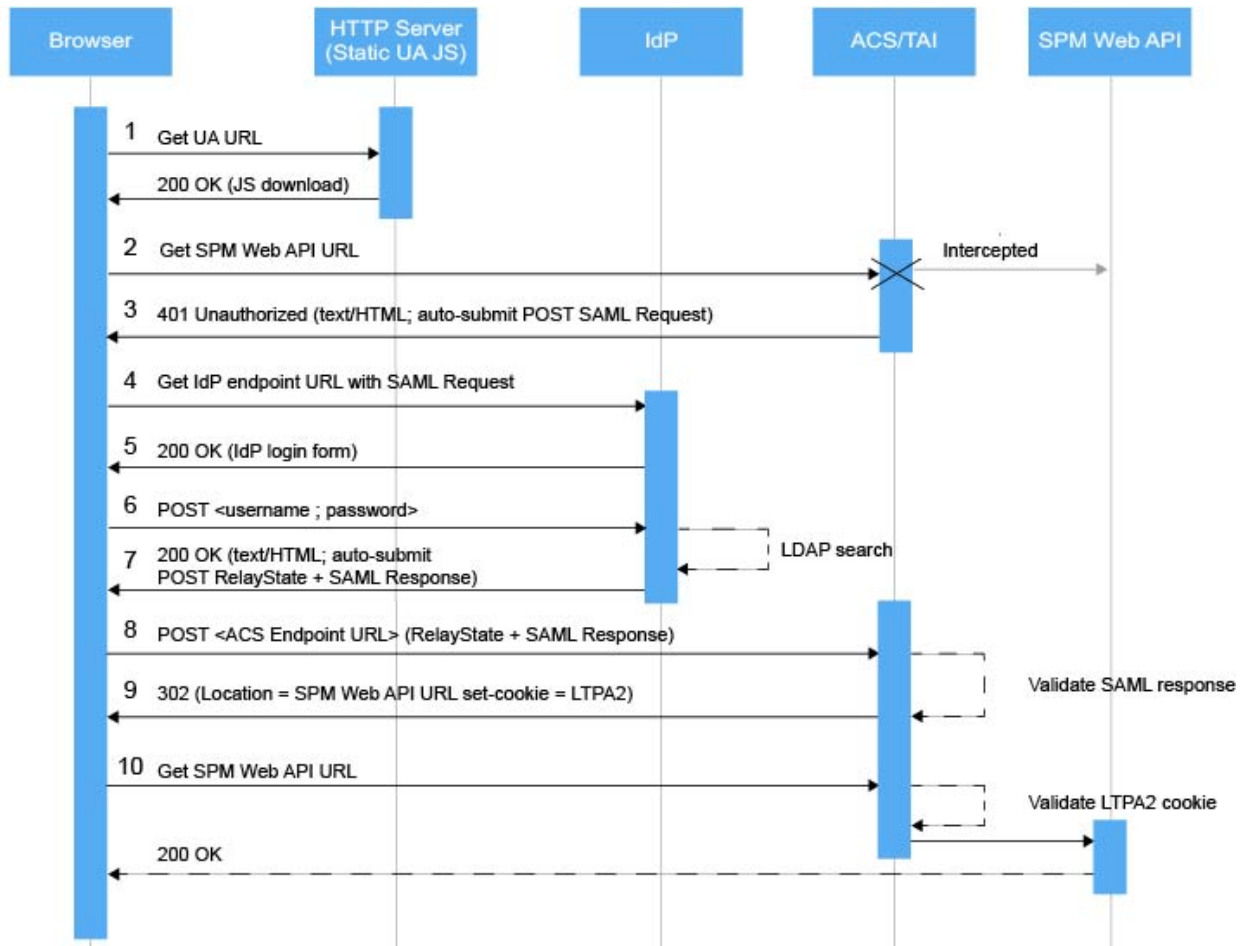 Browser
HTTP Server
(Static UA JS)
IdP
ACS/TAI
SPM Web API
1 Get UA URL
200 OK (JS download)
2 Get SPM Web API URL
Intercepted
3 401 Unauthorized (text/HTML; auto-submit POST SAML Request)
4 Get IdP endpoint URL with SAML Request
5 200 OK (IdP login form)
6 POST <username ; password>
LDAP search
7 200 OK (text/HTML; auto-submit
POST RelayState + SAML Response)
8 POST <ACS Endpoint URL> (RelayState + SAML Response)
Validate SAML response
9 302 (Location = SPM Web API URL set-cookie = LTPA2)
10 Get SPM Web API URL
Validate LTPA2 cookie
200 OK